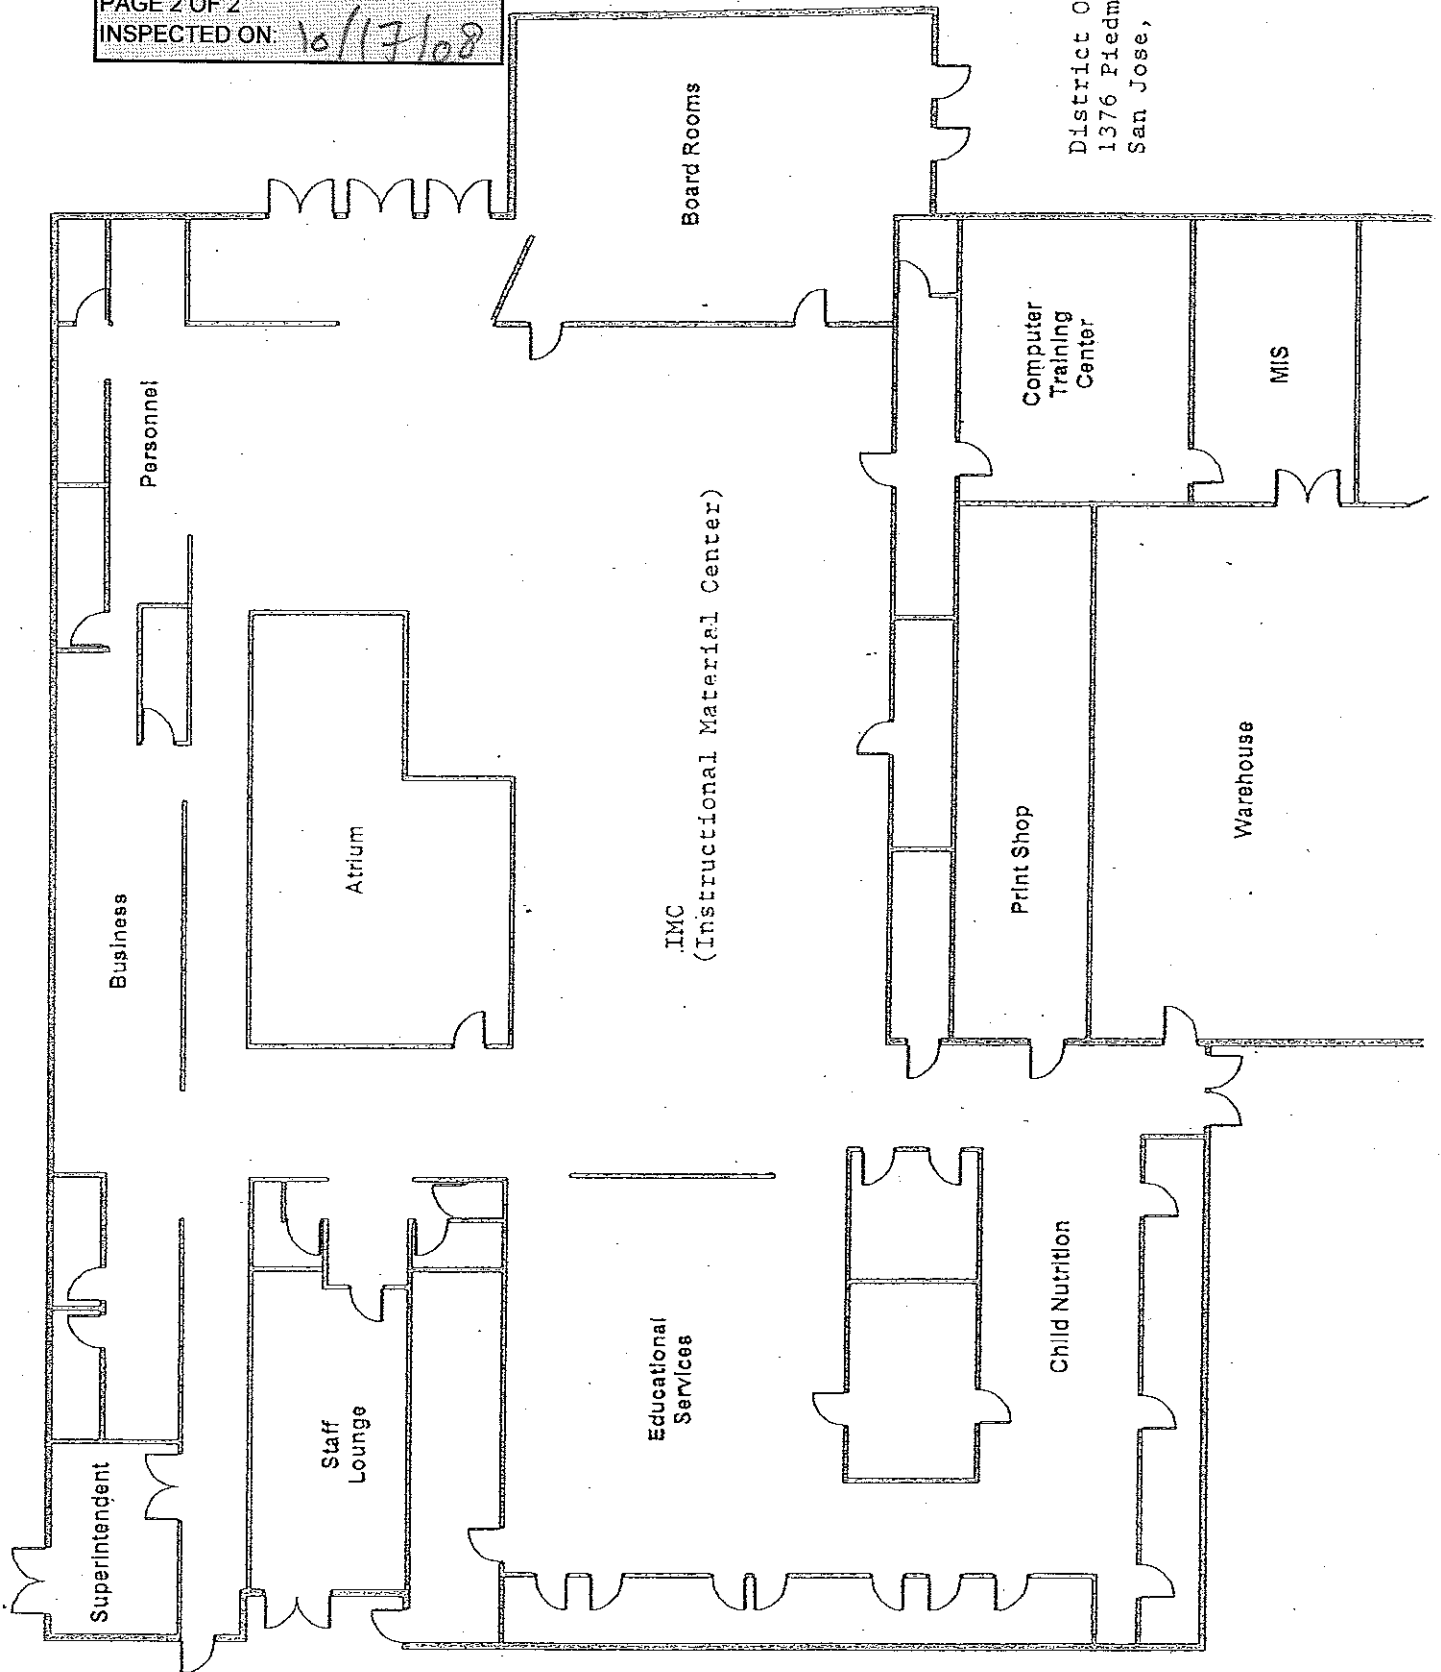 PAGE 2 OF 2
INSPECTED ON: 10/17/08
District O
1376 Piedm
San Jose,
Board Rooms
Personnel
Computer
Training
Center
MIS
.IMC
(Instructional Material Center)
Atrium
Business
Print Shop
Warehouse
Superintendent
Staff
Lounge
Educational
Services
Child Nutrition